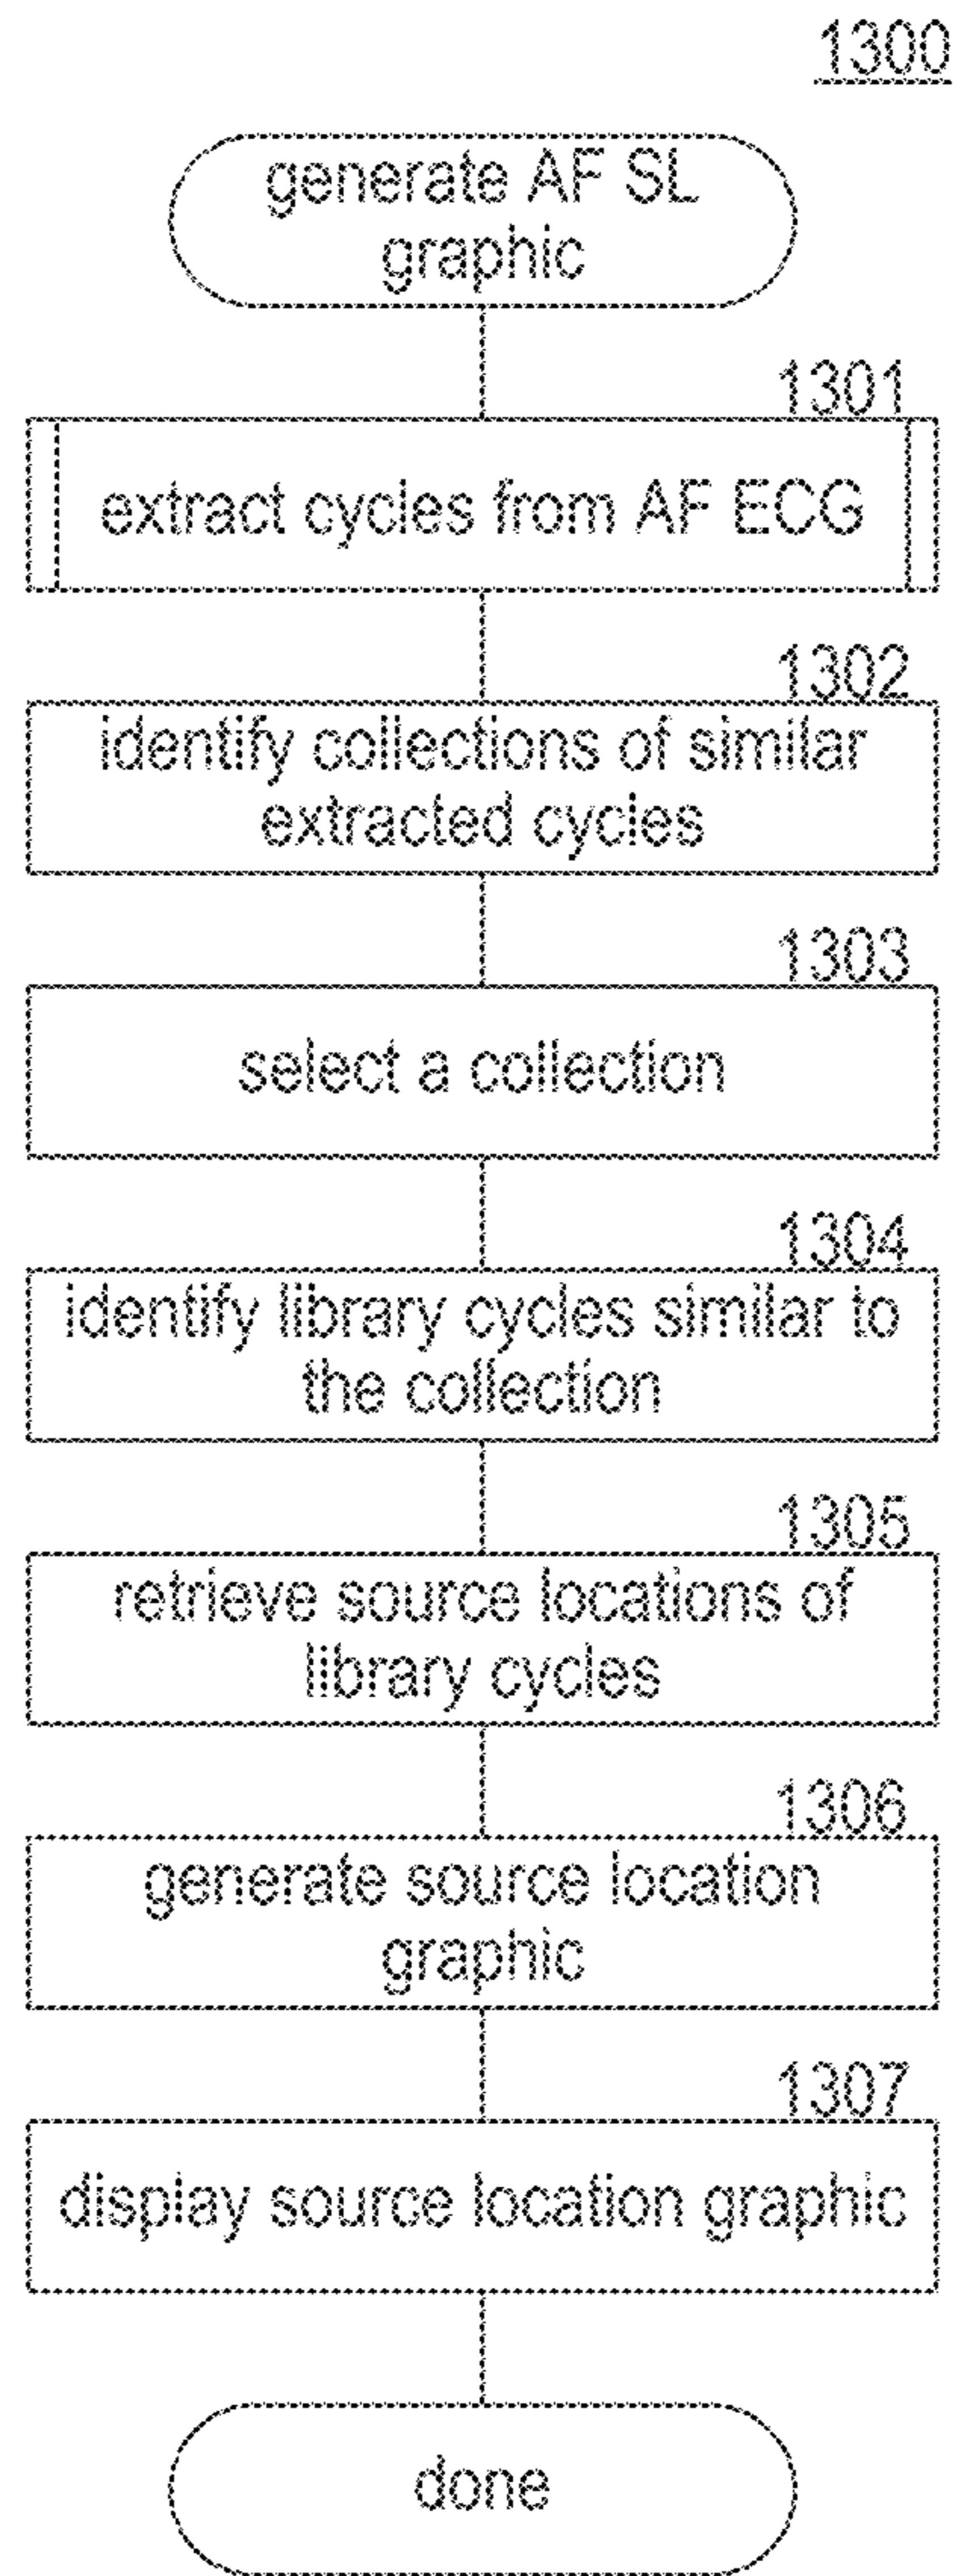 1300
generate AF SL
graphic
1301
extract cycles from AF ECG
1302
identify collections of similar
extracted cycles
1303
select a collection
1304
identify library cycles similar to
the collection
1305
retrieve source locations of
library cycles
1306
generate source location
graphic
1307
display source location graphic
done